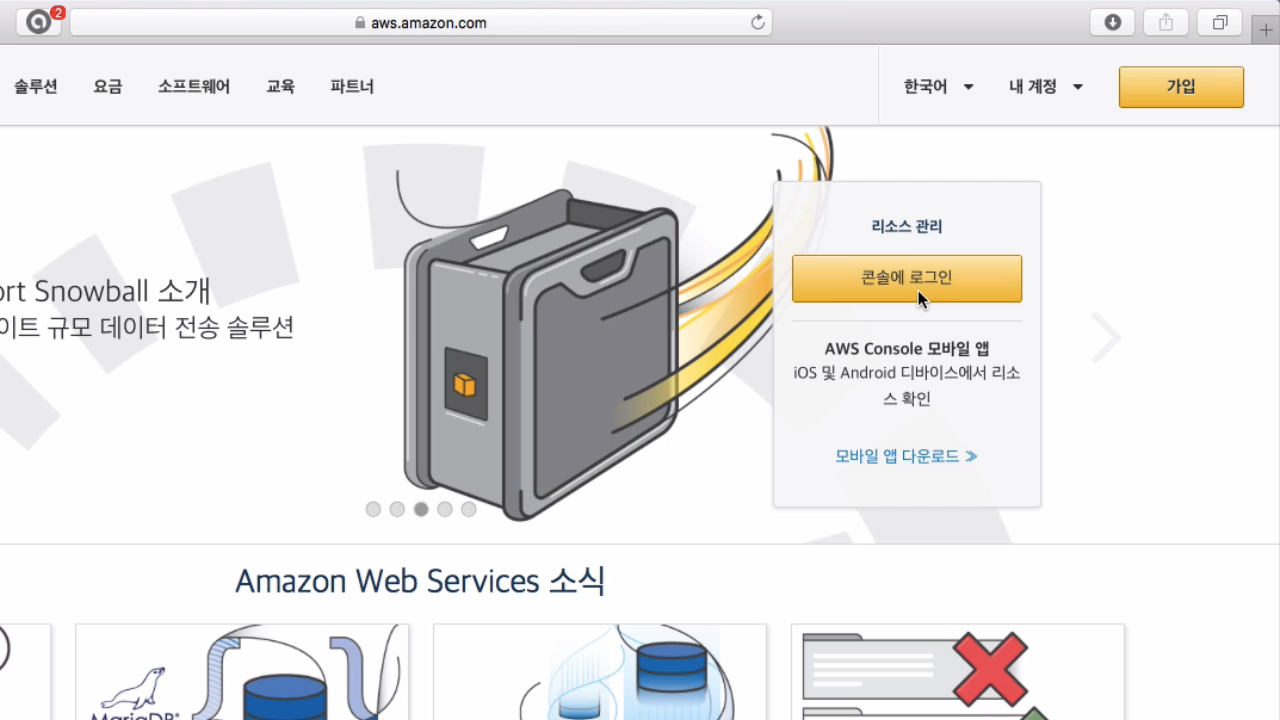 2
aws.amazon.com
솔루션 요금 소프트웨어 교육 파트너 한국어 내 계정 가입
리소스 관리
콘솔에 로그인
ort Snowball 소개
이트 규모 데이터 전송 솔루션
AWS Console 모바일 앱
iOS 및 Android 디바이스에서 리소
스 확인
모바일 앱 다운로드 ≫
Amazon Web Services 소식
MariaDB